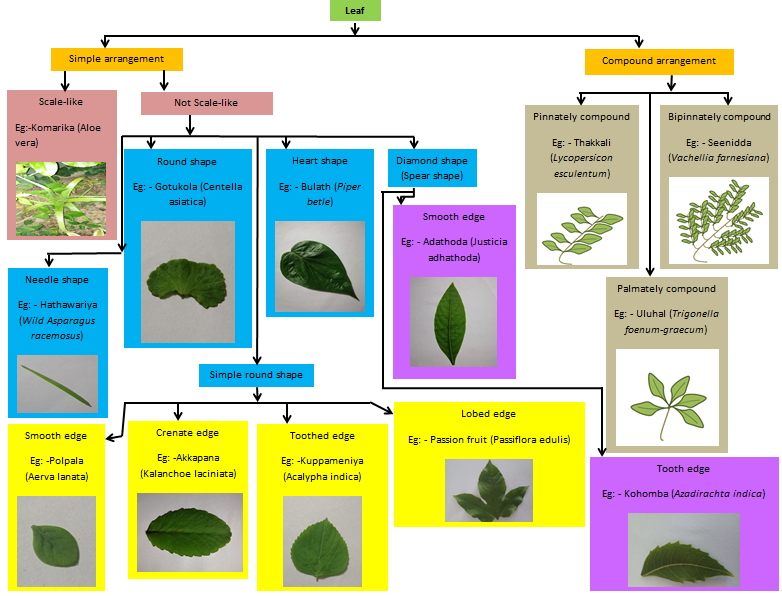 Leaf
Simple arrangement
Compound arrangement
Scale-like
Eg:-Komarika (Aloe
vera)
Not Scale-like
Pinnately compound
Eg: - Thakkali
(Lycopersicon
esculentum)
Bipinnately compound
Eg: - Seenidda
(Vachellia farnesiana)
Round shape
Eg: - Gotukola (Centella
asiatica)
Heart shape
Eg: - Bulath (Piper
betle)
Diamond shape
(Spear shape)
Smooth edge
Eg: - Adathoda (Justicia
adhathoda)
Needle shape
Eg: - Hathawariya
(Wild Asparagus
racemosus)
Palmately compound
Eg: - Uluhal (Trigonella
foenum-graecum)
Simple round shape
Smooth edge
Eg: -Polpala
(Aerva lanata)
Crenate edge
Eg: -Akkapana
(Kalanchoe laciniata)
Toothed edge
Eg: -Kuppameniya
(Acalypha indica)
Lobed edge
Eg: - Passion fruit (Passiflora edulis)
Tooth edge
Eg: - Kohomba (Azadirachta indica)